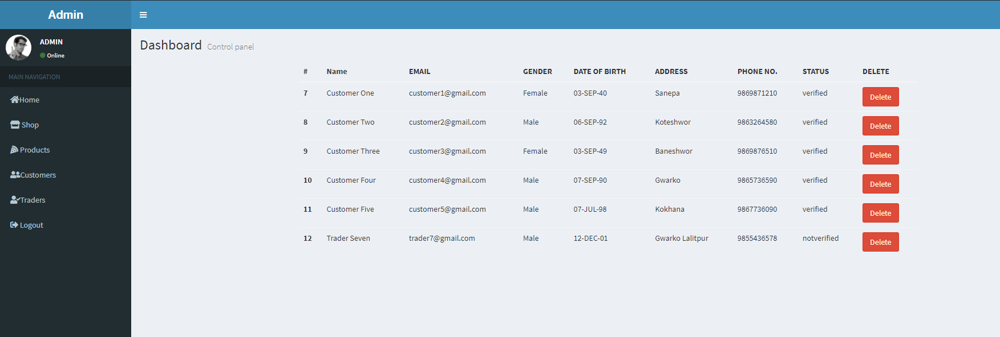 Admin
ADMIN
Online
MAIN NAVIGATION
Home
Shop
Products
Customers
Traders
Logout
Dashboard Control panel
# Name EMAIL GENDER DATE OF BIRTH ADDRESS PHONE NO. STATUS DELETE
7 Customer One customer1@gmail.com Female 03-SEP-40 Sanepa 9869871210 verified Delete
8 Customer Two customer2@gmail.com Male 06-SEP-92 Koteshwor 9863264580 verified Delete
9 Customer Three customer3@gmail.com Female 03-SEP-49 Baneshwor 9869876510 verified Delete
10 Customer Four customer4@gmail.com Male 07-SEP-90 Gwarko 9865736590 verified Delete
11 Customer Five customer5@gmail.com Male 07-JUL-98 Kokhana 9867736090 verified Delete
12 Trader Seven trader7@gmail.com Male 12-DEC-01 Gwarko Lalitpur 9855436578 notverified Delete